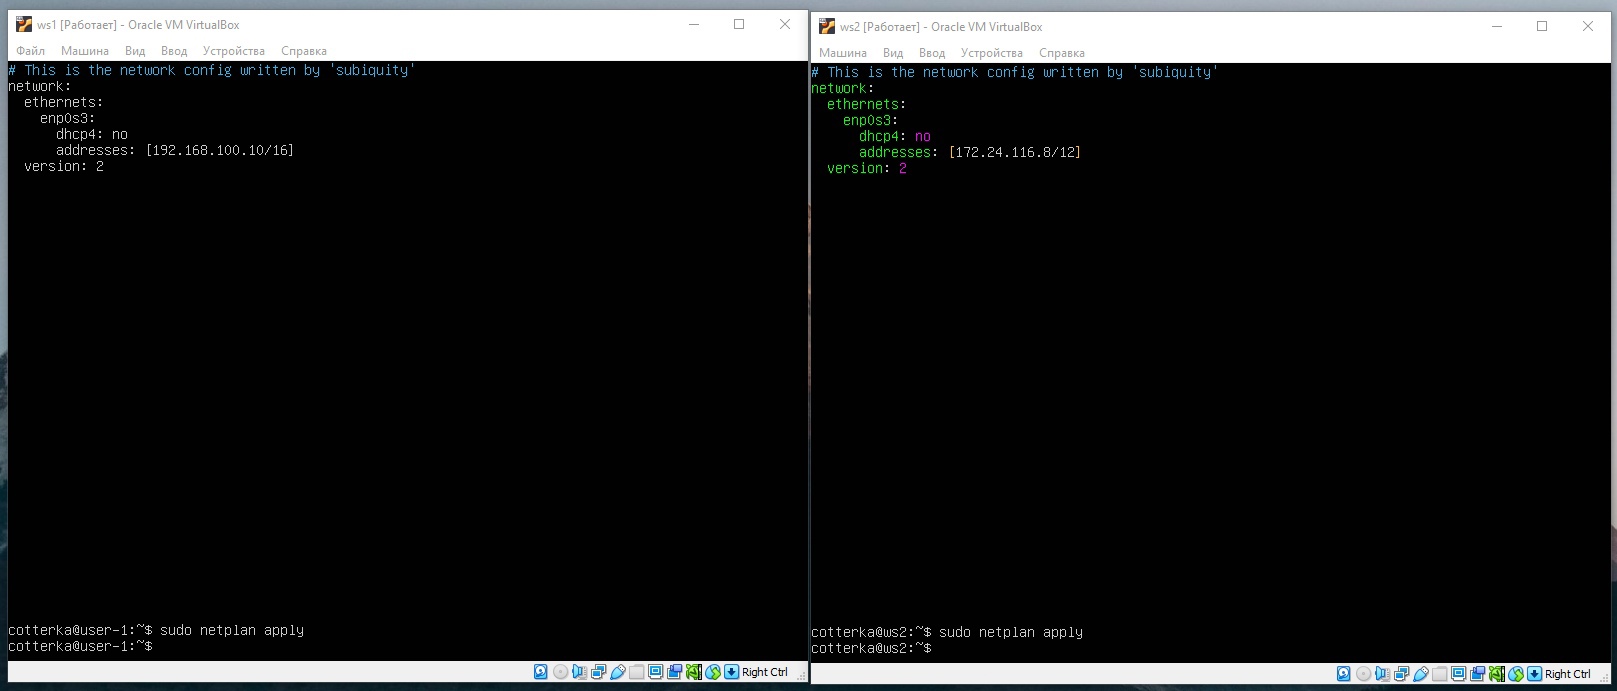 ws1 [Работает] - Oracle VM VirtualBox
Файл Машина Вид Ввод Устройства Справка
# This is the network config written by 'subiquity'
network:
  ethernets:
    enp0s3:
      dhcp4: no
      addresses: [192.168.100.10/16]
  version: 2
cotterka@user-1:~$ sudo netplan apply
cotterka@user-1:~$
Right Ctrl
ws2 [Работает] - Oracle VM VirtualBox
Машина Вид Ввод Устройства Справка
# This is the network config written by 'subiquity'
network:
  ethernets:
    enp0s3:
      dhcp4: no
      addresses: [172.24.116.8/12]
  version: 2
cotterka@ws2:~$ sudo netplan apply
cotterka@ws2:~$
Right Ctrl